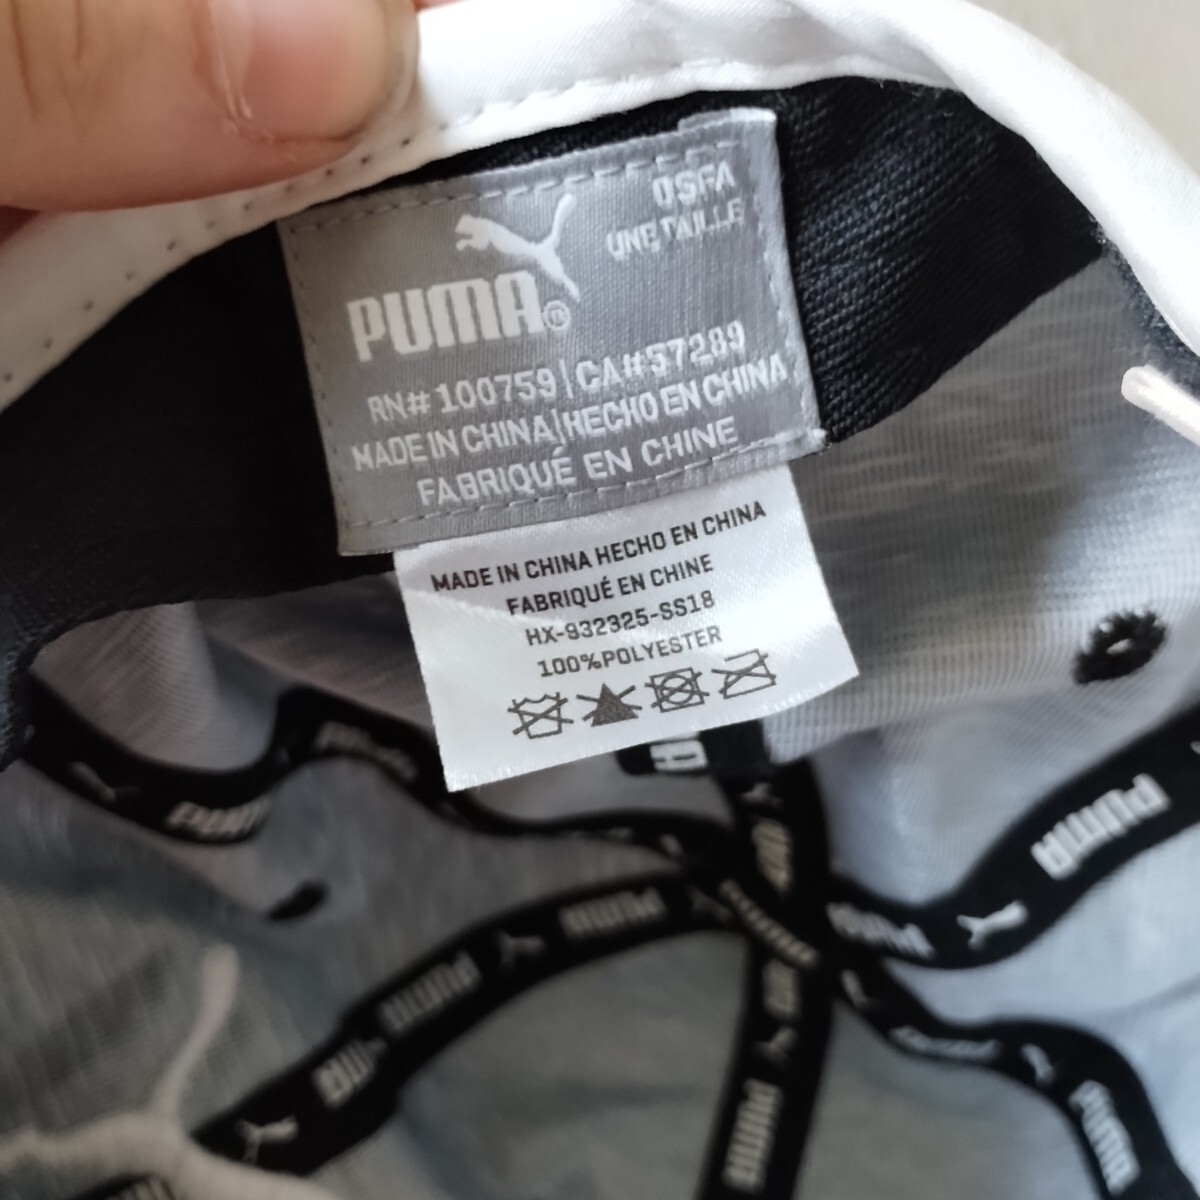 OSFA
UNE TAILLE
PUMA®
RN# 100759 | CA# 57289
MADE IN CHINA | HECHO EN CHINA
FABRIQUÉ EN CHINE
MADE IN CHINA HECHO EN CHINA
FABRIQUÉ EN CHINE
HX-932325-SS18
100%POLYESTER
PUMA
PUMA
PUMA
PUMA
PUMA
PUMA
PUMA